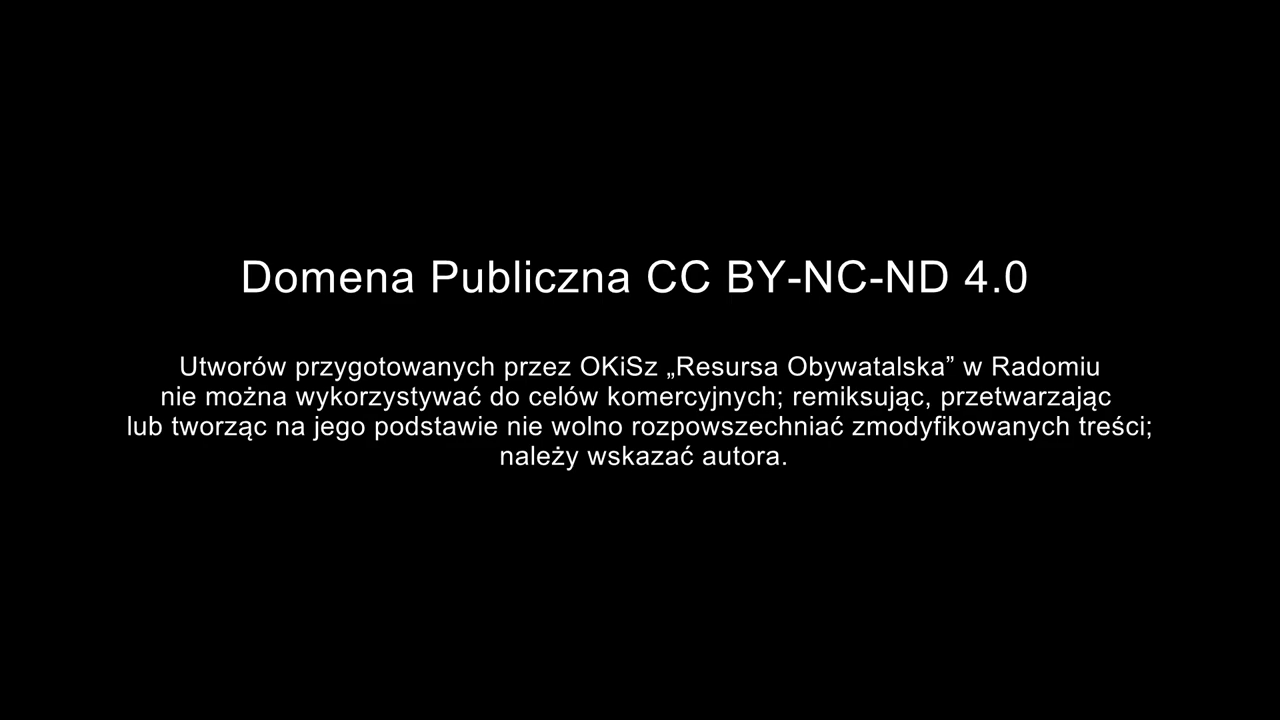 Domena Publiczna CC BY-NC-ND 4.0
Utworów przygotowanych przez OKiSz „Resursa Obywatalska” w Radomiu
nie można wykorzystywać do celów komercyjnych; remiksując, przetwarzając
lub tworząc na jego podstawie nie wolno rozpowszechniać zmodyfikowanych treści;
należy wskazać autora.